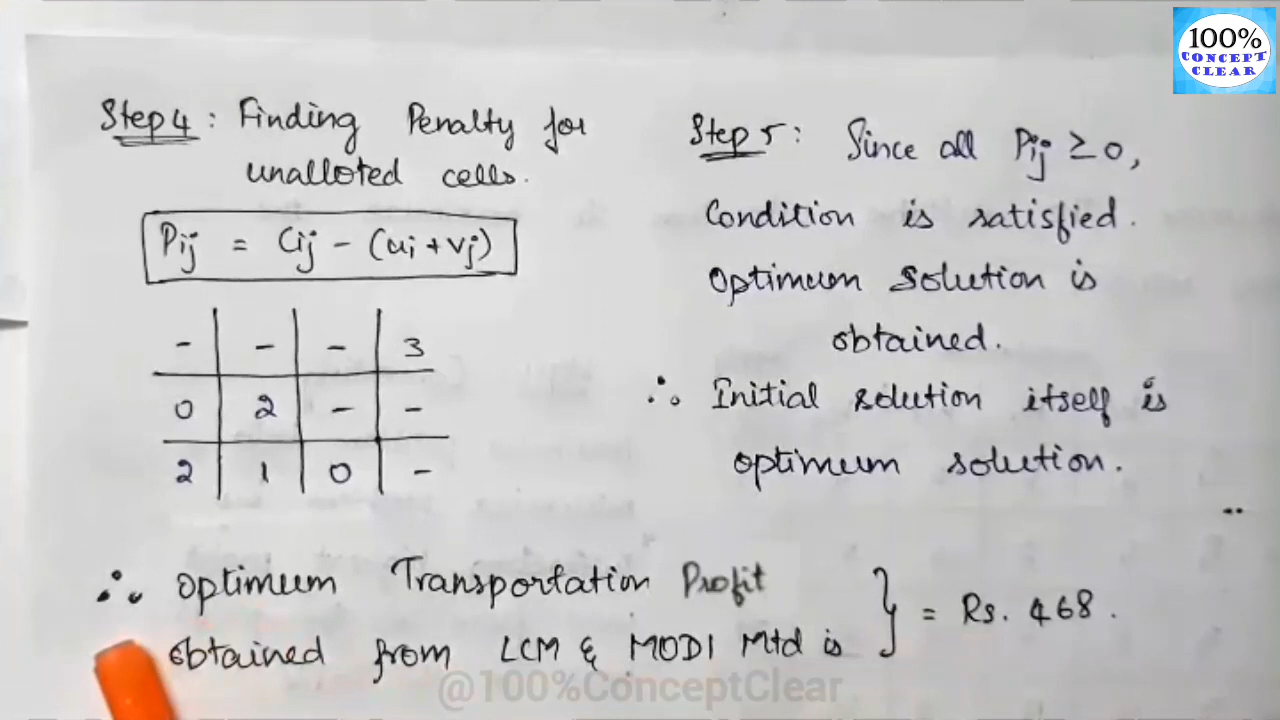 100%
CONCEPT
CLEAR
Step 4 : Finding Penalty for
unalloted cells.
Pij = Cij - (ui + vj)
- | - | - | 3
0 | 2 | - | -
2 | 1 | 0 | -
Step 5 : Since all Pij ≥ 0,
Condition is satisfied.
Optimum Solution is
obtained.
∴ Initial solution itself is
optimum solution.
∴ Optimum Transportation Profit
obtained from LCM & MODI Mtd is } = Rs. 468.
@100%ConceptClear